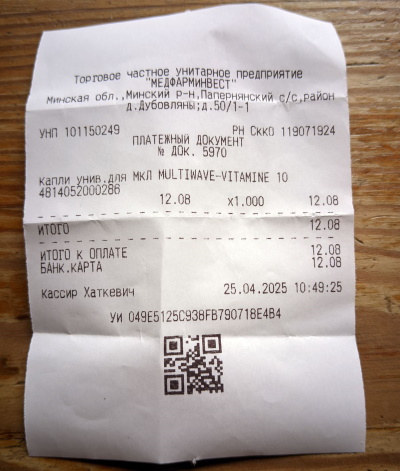 Торговое частное унитарное предприятие
"МЕДФАРМИНВЕСТ"
Минская обл.,Минский р-н,Папернянский с/с,район
д.Дубовляны;д.50/1-1
УНП 101150249 РН СККО 119071924
ПЛАТЕЖНЫЙ ДОКУМЕНТ
№ ДОК. 5970
Капли унив.для МКЛ MULTIWAVE-VITAMINE 10
4814052000286
12.08 х1.000 12.08
ИТОГО 12.08
ИТОГО К ОПЛАТЕ 12.08
БАНК.КАРТА 12.08
Кассир Хаткевич 25.04.2025 10:49:25
УИ 049E5125C938FB790718E4B4